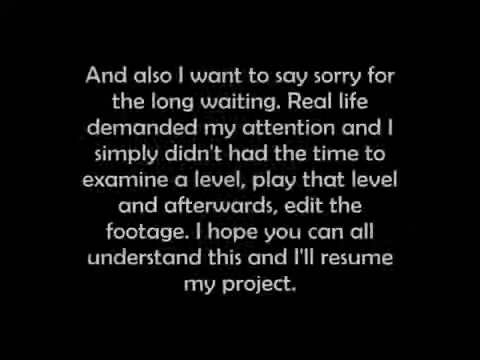 And also I want to say sorry for
the long waiting. Real life
demanded my attention and I
simply didn't had the time to
examine a level, play that level
and afterwards, edit the
footage. I hope you can all
understand this and I'll resume
my project.